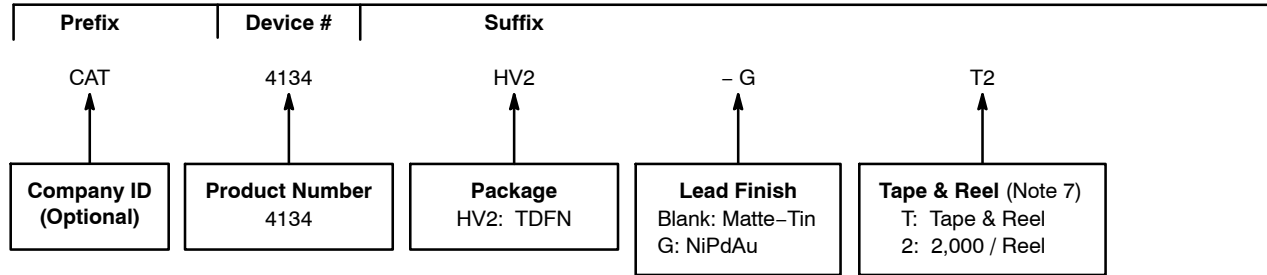 Prefix Device # Suffix
CAT 4134 HV2 – G T2
Company ID
(Optional)
Product Number
4134
Package
HV2: TDFN
Lead Finish
Blank: Matte–Tin
G: NiPdAu
Tape & Reel (Note 7)
T: Tape & Reel
2: 2,000 / Reel